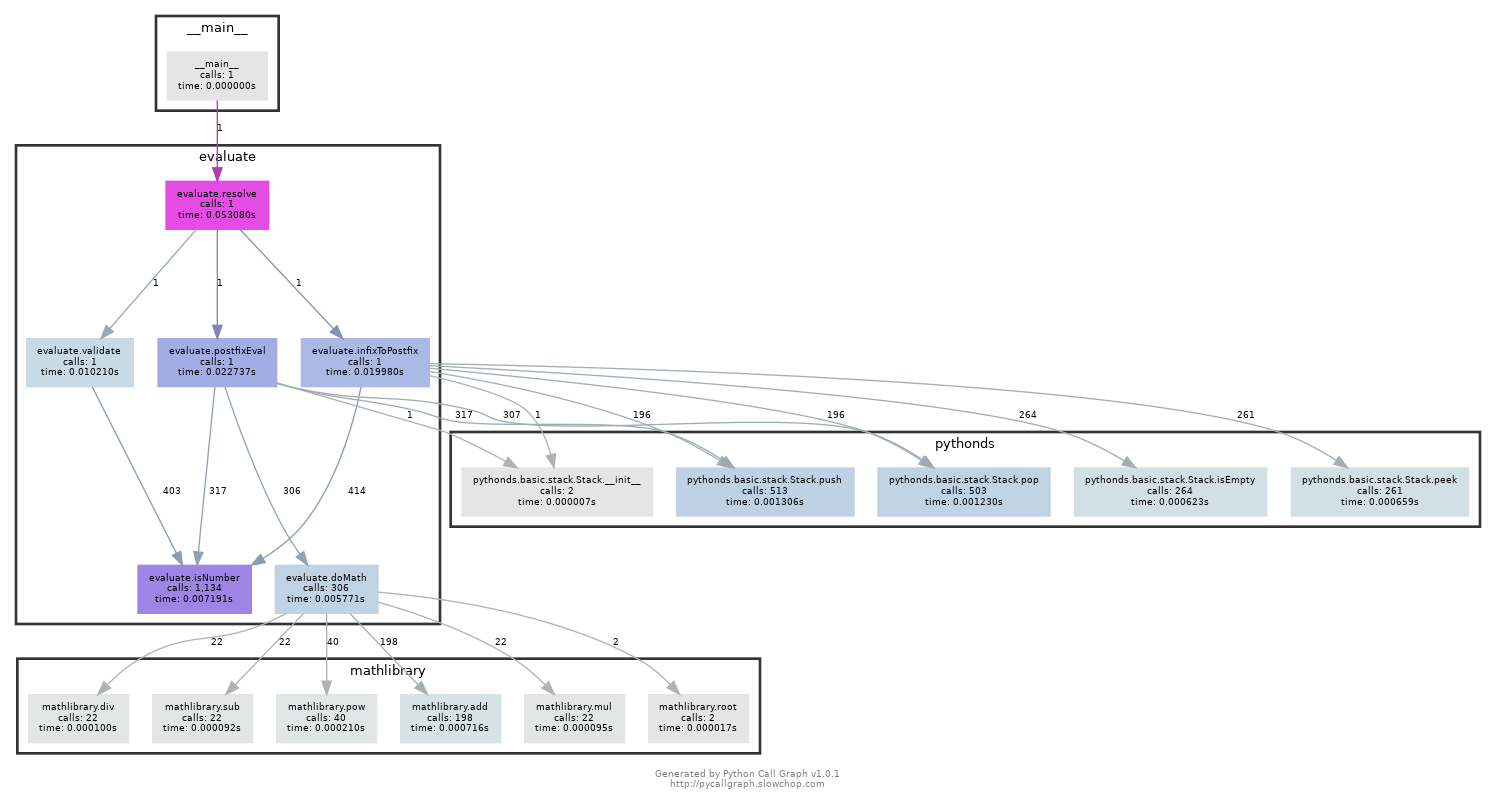 __main__
__main__
calls: 1
time: 0.000000s
1
evaluate
evaluate.resolve
calls: 1
time: 0.053080s
1
1
1
evaluate.validate
calls: 1
time: 0.010210s
evaluate.postfixEval
calls: 1
time: 0.022737s
evaluate.infixToPostfix
calls: 1
time: 0.019980s
1
317
307
1
196
196
264
261
pythonds
pythonds.basic.stack.Stack.__init__
calls: 2
time: 0.000007s
pythonds.basic.stack.Stack.push
calls: 513
time: 0.001306s
pythonds.basic.stack.Stack.pop
calls: 503
time: 0.001230s
pythonds.basic.stack.Stack.isEmpty
calls: 264
time: 0.000623s
pythonds.basic.stack.Stack.peek
calls: 261
time: 0.000659s
403
317
306
414
evaluate.isNumber
calls: 1,134
time: 0.007191s
evaluate.doMath
calls: 306
time: 0.005771s
22
22
40
198
22
2
mathlibrary
mathlibrary.div
calls: 22
time: 0.000100s
mathlibrary.sub
calls: 22
time: 0.000092s
mathlibrary.pow
calls: 40
time: 0.000210s
mathlibrary.add
calls: 198
time: 0.000716s
mathlibrary.mul
calls: 22
time: 0.000095s
mathlibrary.root
calls: 2
time: 0.000017s
Generated by Python Call Graph v1.0.1
http://pycallgraph.slowchop.com